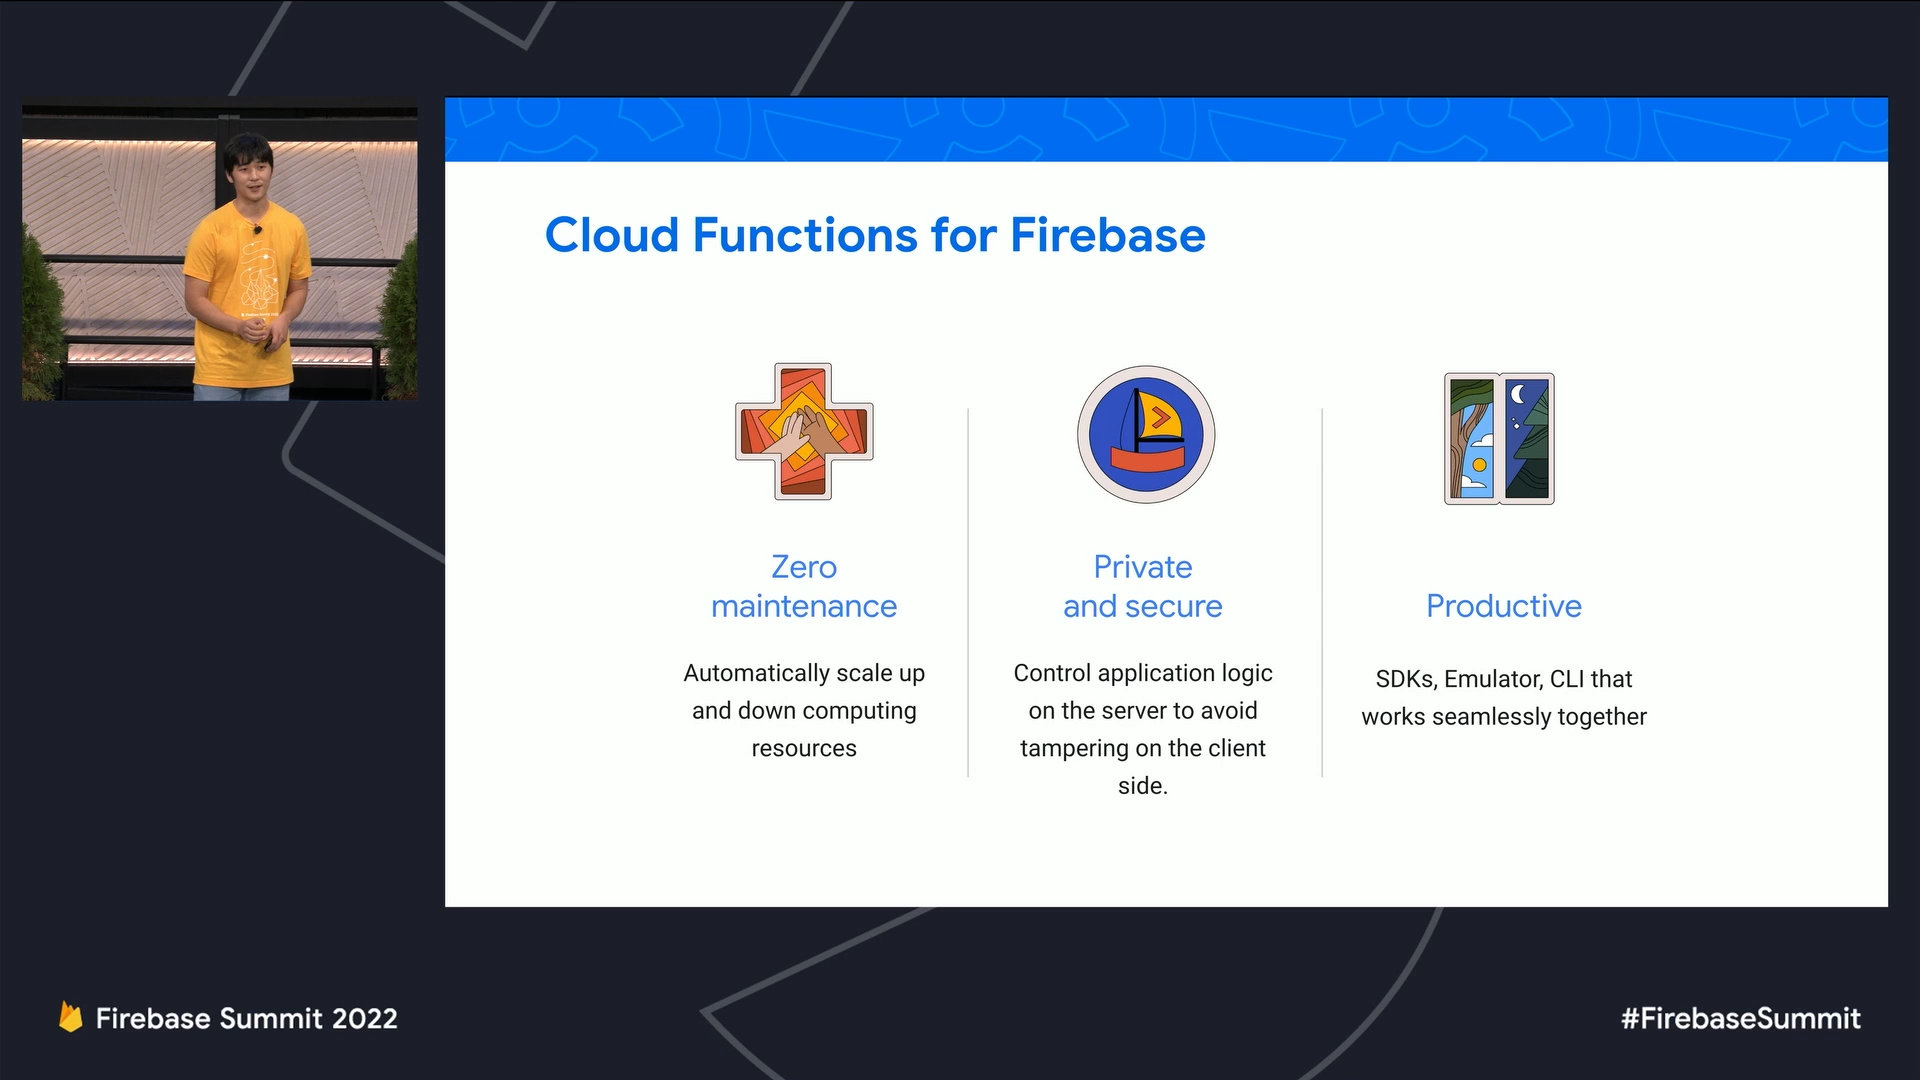 Cloud Functions for Firebase
Zero
maintenance
Automatically scale up
and down computing
resources
Private
and secure
Control application logic
on the server to avoid
tampering on the client
side.
Productive
SDKs, Emulator, CLI that
works seamlessly together
Firebase Summit 2022
#FirebaseSummit